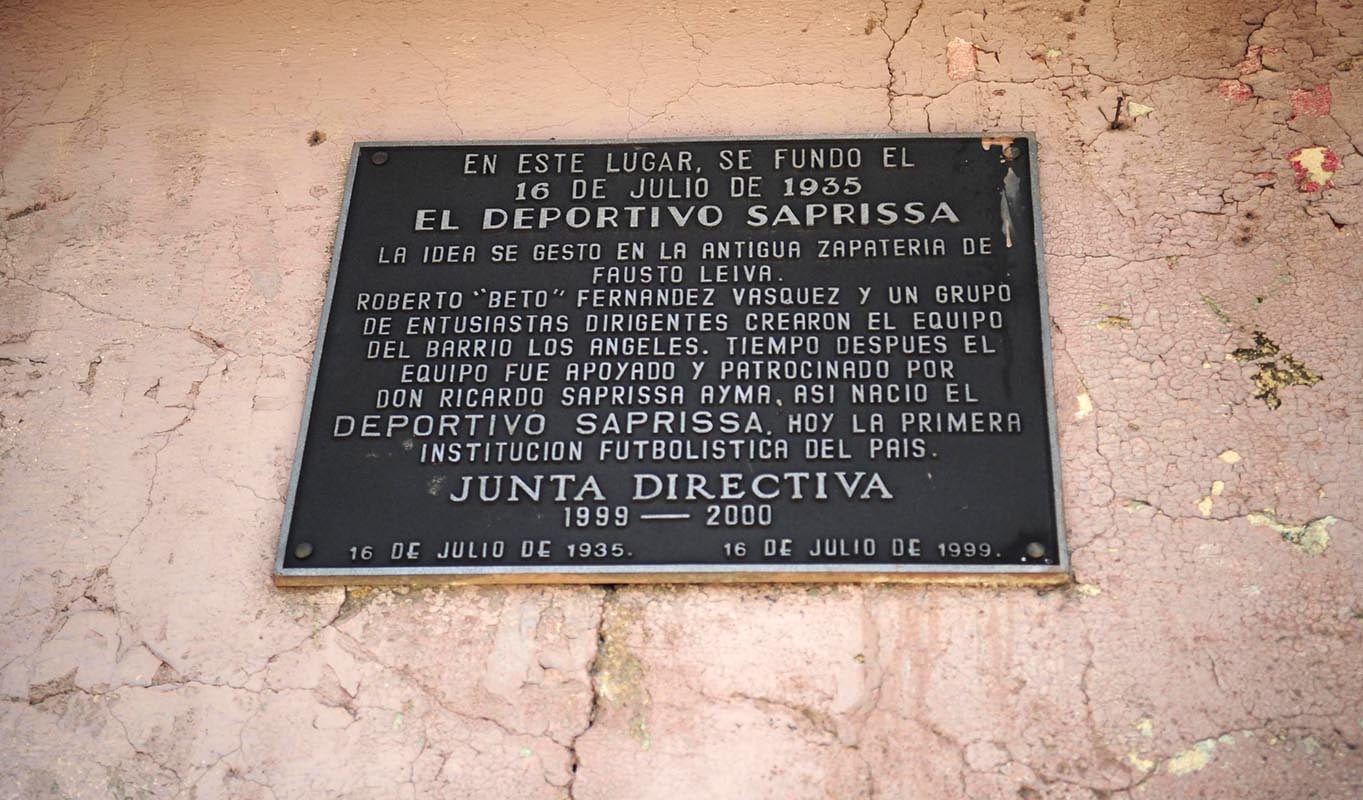 EN ESTE LUGAR, SE FUNDO EL
16 DE JULIO DE 1935
EL DEPORTIVO SAPRISSA
LA IDEA SE GESTO EN LA ANTIGUA ZAPATERIA DE
FAUSTO LEIVA.
ROBERTO "BETO" FERNANDEZ VASQUEZ Y UN GRUPO
DE ENTUSIASTAS DIRIGENTES CREARON EL EQUIPO
DEL BARRIO LOS ANGELES. TIEMPO DESPUES EL
EQUIPO FUE APOYADO Y PATROCINADO POR
DON RICARDO SAPRISSA AYMA, ASI NACIO EL
DEPORTIVO SAPRISSA. HOY LA PRIMERA
INSTITUCION FUTBOLISTICA DEL PAIS.
JUNTA DIRECTIVA
1999 — 2000
16 DE JULIO DE 1935. 16 DE JULIO DE 1999.